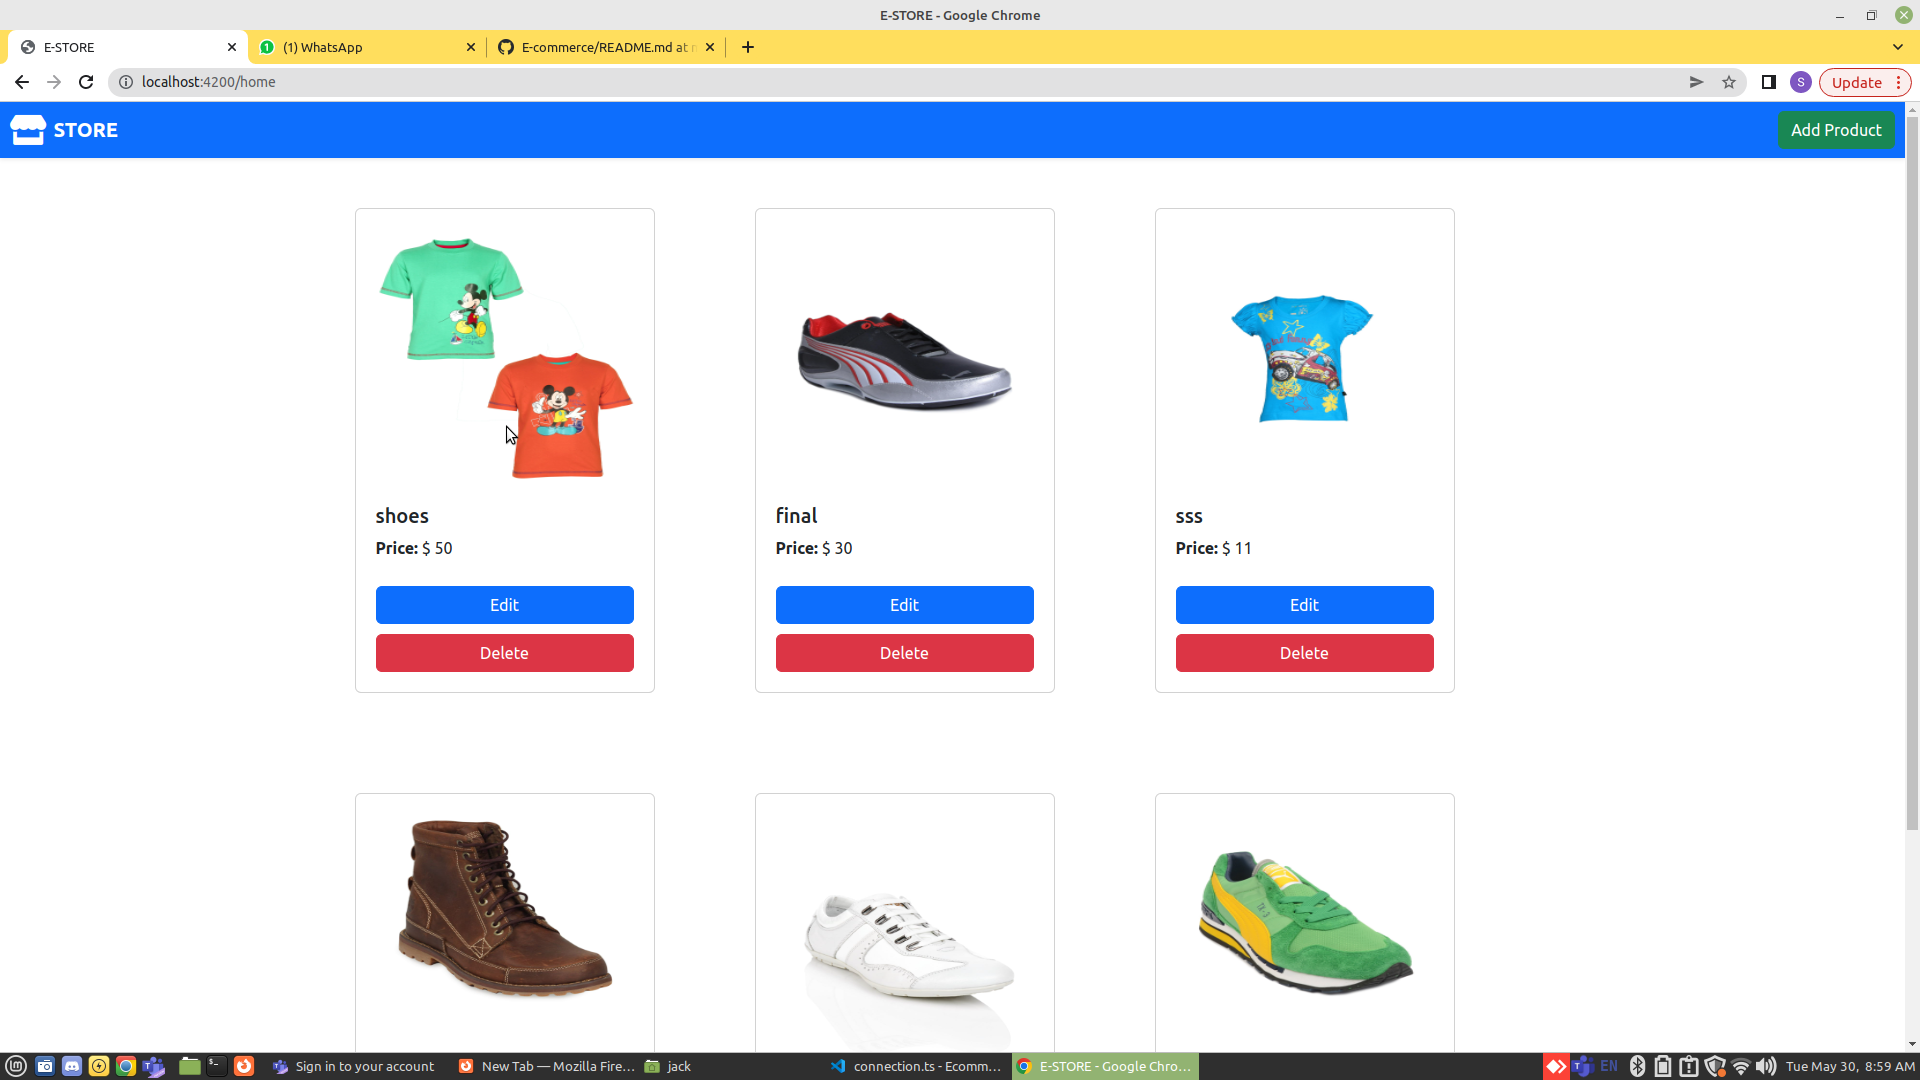 E-STORE - Google Chrome
E-STORE
1 (1) WhatsApp
E-commerce/README.md at
localhost:4200/home
S
Update
STORE
Add Product
shoes
Price: $ 50
Edit
Delete
final
Price: $ 30
Edit
Delete
sss
Price: $ 11
Edit
Delete
Sign in to your account
New Tab — Mozilla Fire...
jack
connection.ts - Ecomm...
E-STORE - Google Chro...
EN
Tue May 30, 8:59 AM